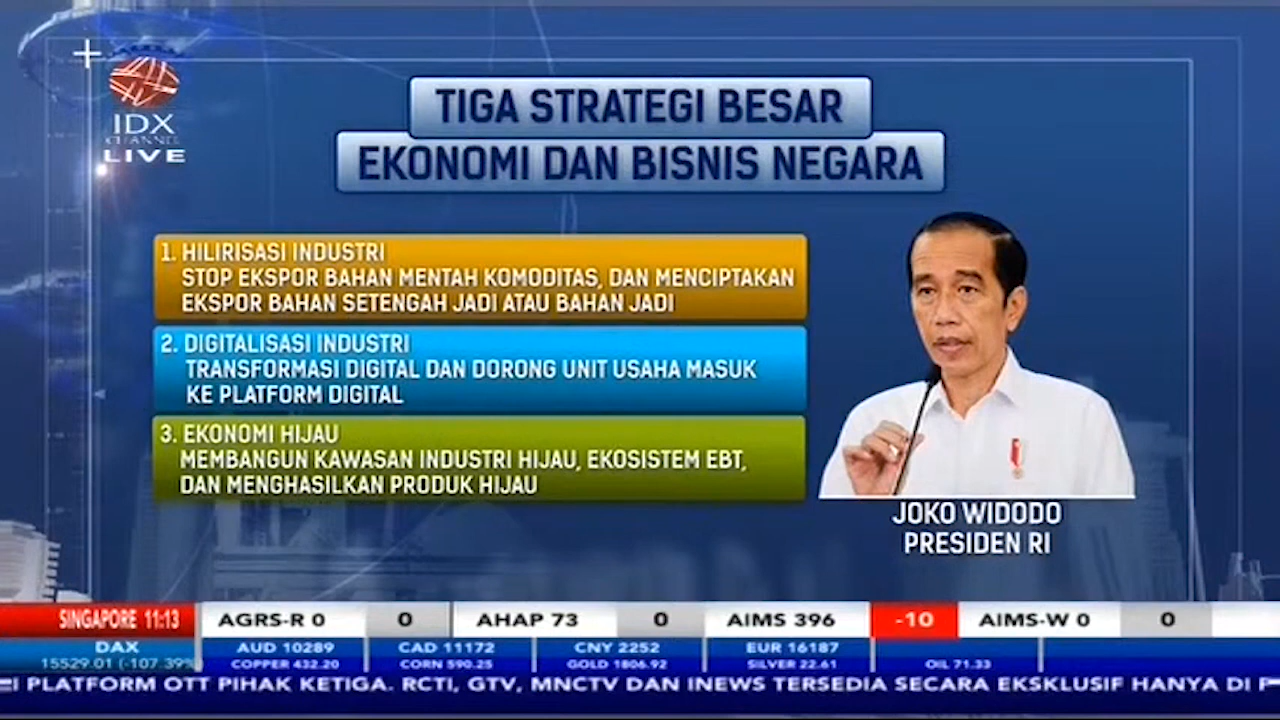 IDX
CHANNEL
LIVE
TIGA STRATEGI BESAR
EKONOMI DAN BISNIS NEGARA
1. HILIRISASI INDUSTRI
STOP EKSPOR BAHAN MENTAH KOMODITAS, DAN MENCIPTAKAN
EKSPOR BAHAN SETENGAH JADI ATAU BAHAN JADI
2. DIGITALISASI INDUSTRI
TRANSFORMASI DIGITAL DAN DORONG UNIT USAHA MASUK
KE PLATFORM DIGITAL
3. EKONOMI HIJAU
MEMBANGUN KAWASAN INDUSTRI HIJAU, EKOSISTEM EBT,
DAN MENGHASILKAN PRODUK HIJAU
JOKO WIDODO
PRESIDEN RI
SINGAPORE 11:13 AGRS-R 0 0 AHAP 73 0 AIMS 396 -10 AIMS-W 0 0
DAX AUD 10289 CAD 11172 CNY 2252 EUR 16187
15529.01 (-107.39%) COPPER 432.20 CORN 590.25 GOLD 1806.92 SILVER 22.61 OIL 71.33
PLATFORM OTT PIHAK KETIGA. RCTI, GTV, MNCTV DAN INEWS TERSEDIA SECARA EKSKLUSIF HANYA DI